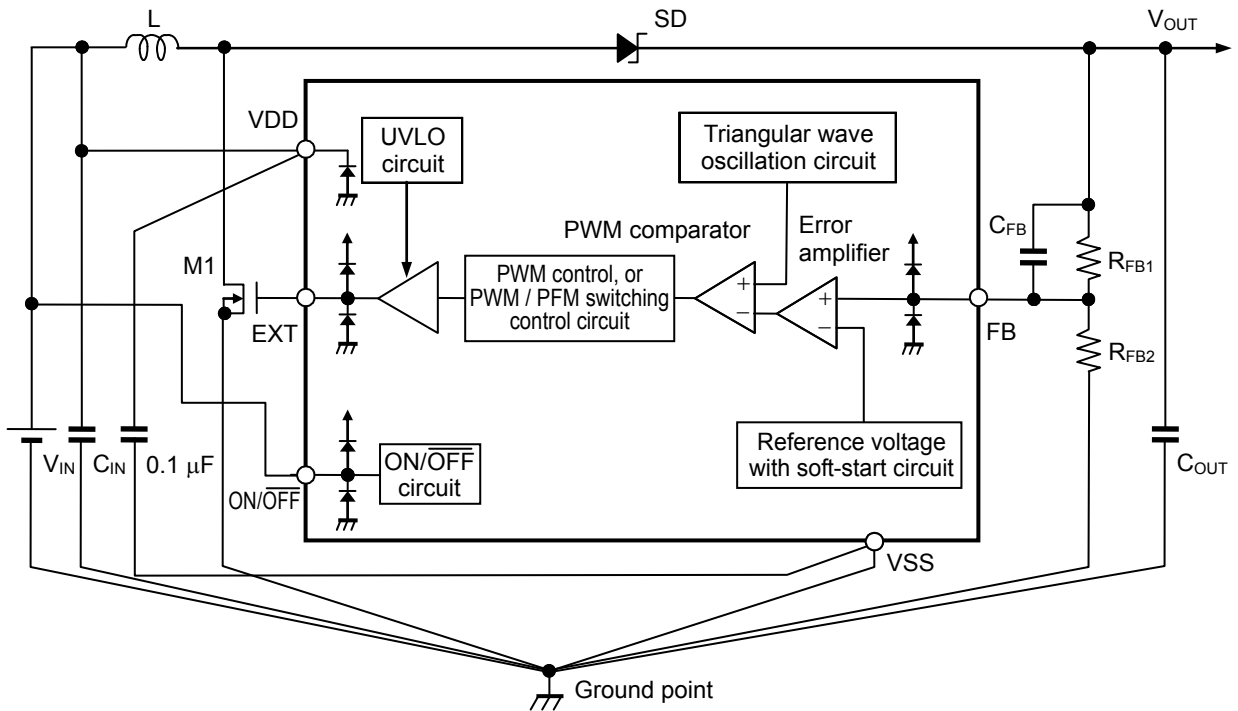 L
SD
VOUT
VDD
UVLO
circuit
Triangular wave
oscillation circuit
PWM comparator
Error
amplifier
CFB
RFB1
M1
PWM control, or
PWM / PFM switching
control circuit
+
−
+
−
EXT
FB
RFB2
VIN
CIN
0.1 μF
ON/O̅F̅F̅
ON/O̅F̅F̅
circuit
Reference voltage
with soft-start circuit
COUT
VSS
Ground point